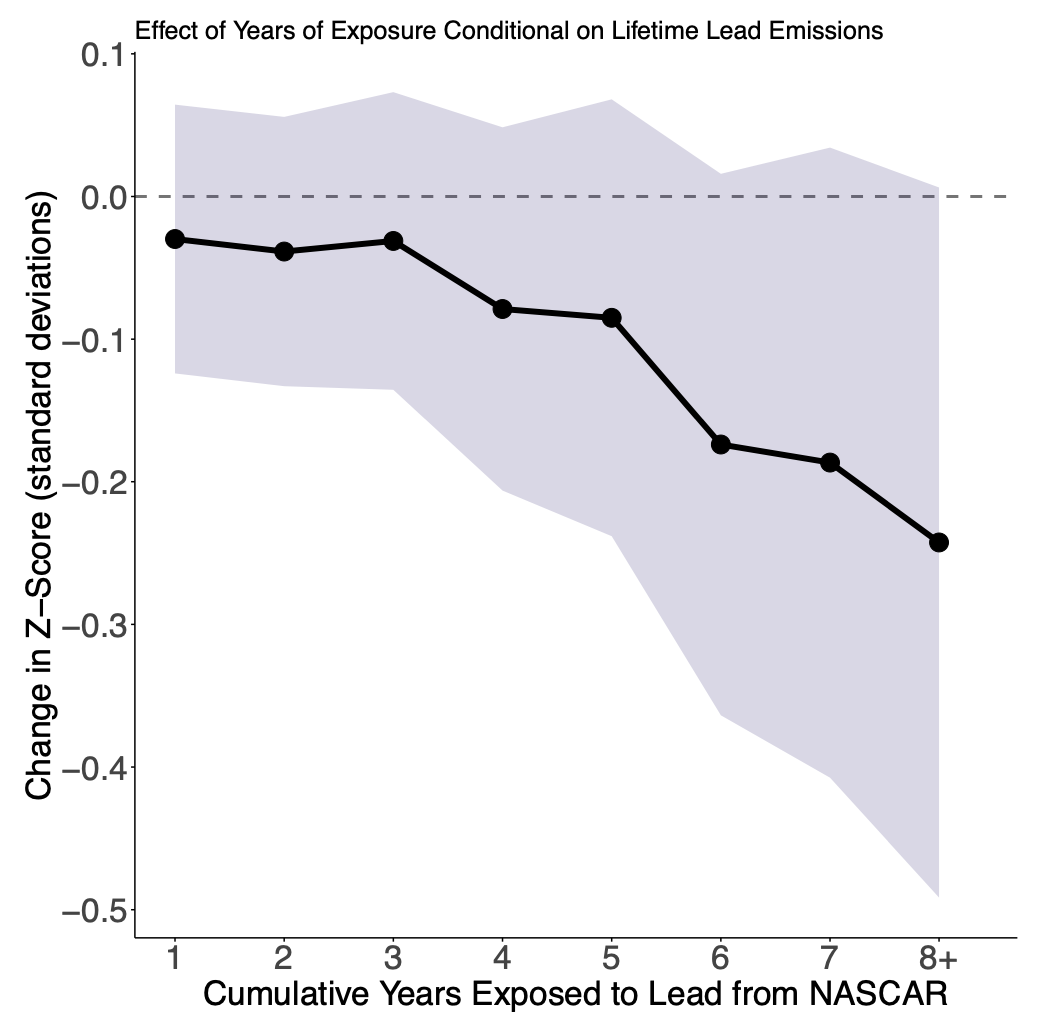 Effect of Years of Exposure Conditional on Lifetime Lead Emissions
Change in Z−Score (standard deviations)
0.1
0.0
−0.1
−0.2
−0.3
−0.4
−0.5
1 2 3 4 5 6 7 8+
Cumulative Years Exposed to Lead from NASCAR